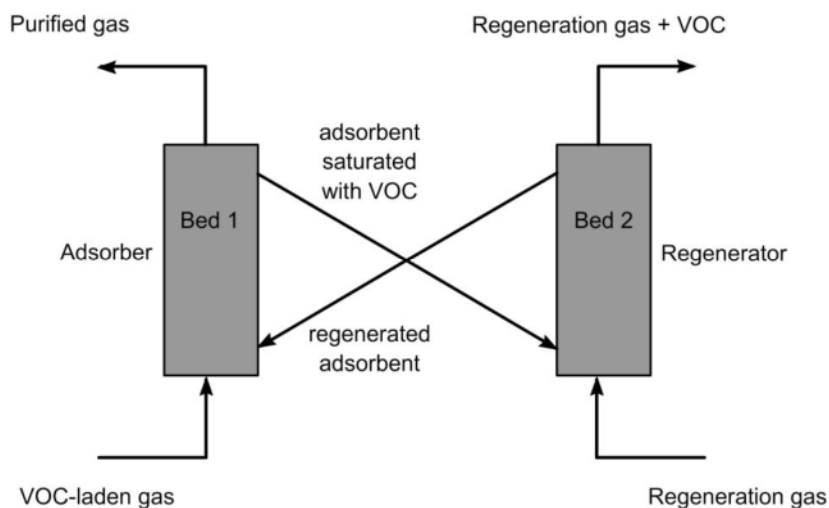 Purified gas
Regeneration gas + VOC
adsorbent
saturated
with VOC
Bed 1
Bed 2
Adsorber
Regenerator
regenerated
adsorbent
VOC-laden gas
Regeneration gas